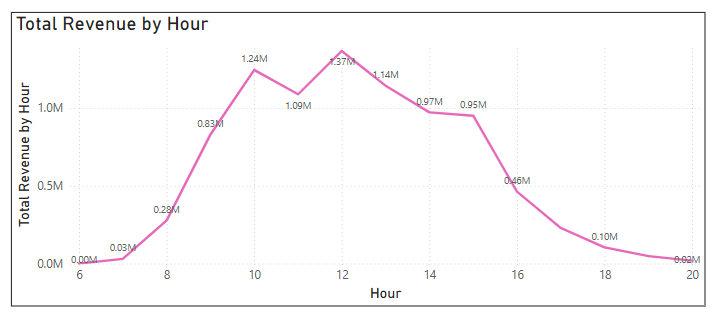 Total Revenue by Hour
Total Revenue by Hour
1.0M
0.5M
0.0M
0.00M
0.03M
0.28M
0.83M
1.24M
1.09M
1.37M
1.14M
0.97M
0.95M
0.46M
0.10M
0.02M
6 8 10 12 14 16 18 20
Hour